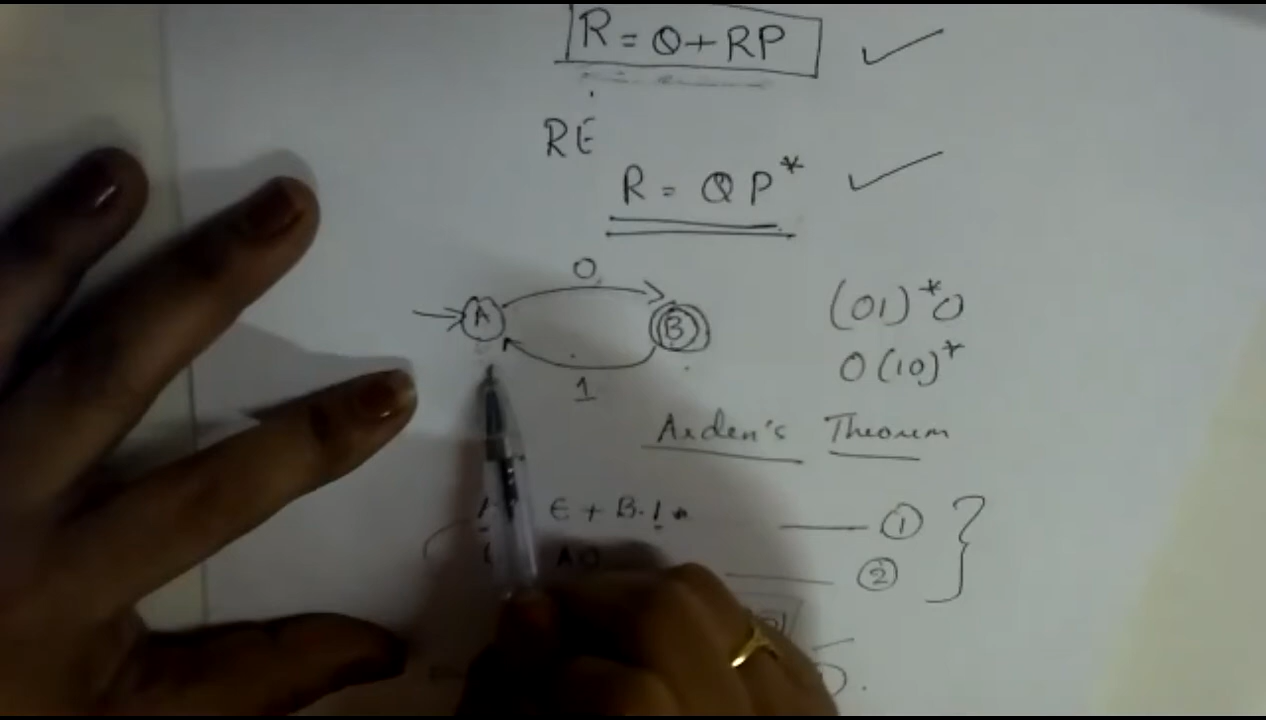 R = Q + RP
RE
R = QP*
0
A B
1
(01)*0
0(10)*
Arden's Theorem
ϵ + B.1 ①
A0 ②